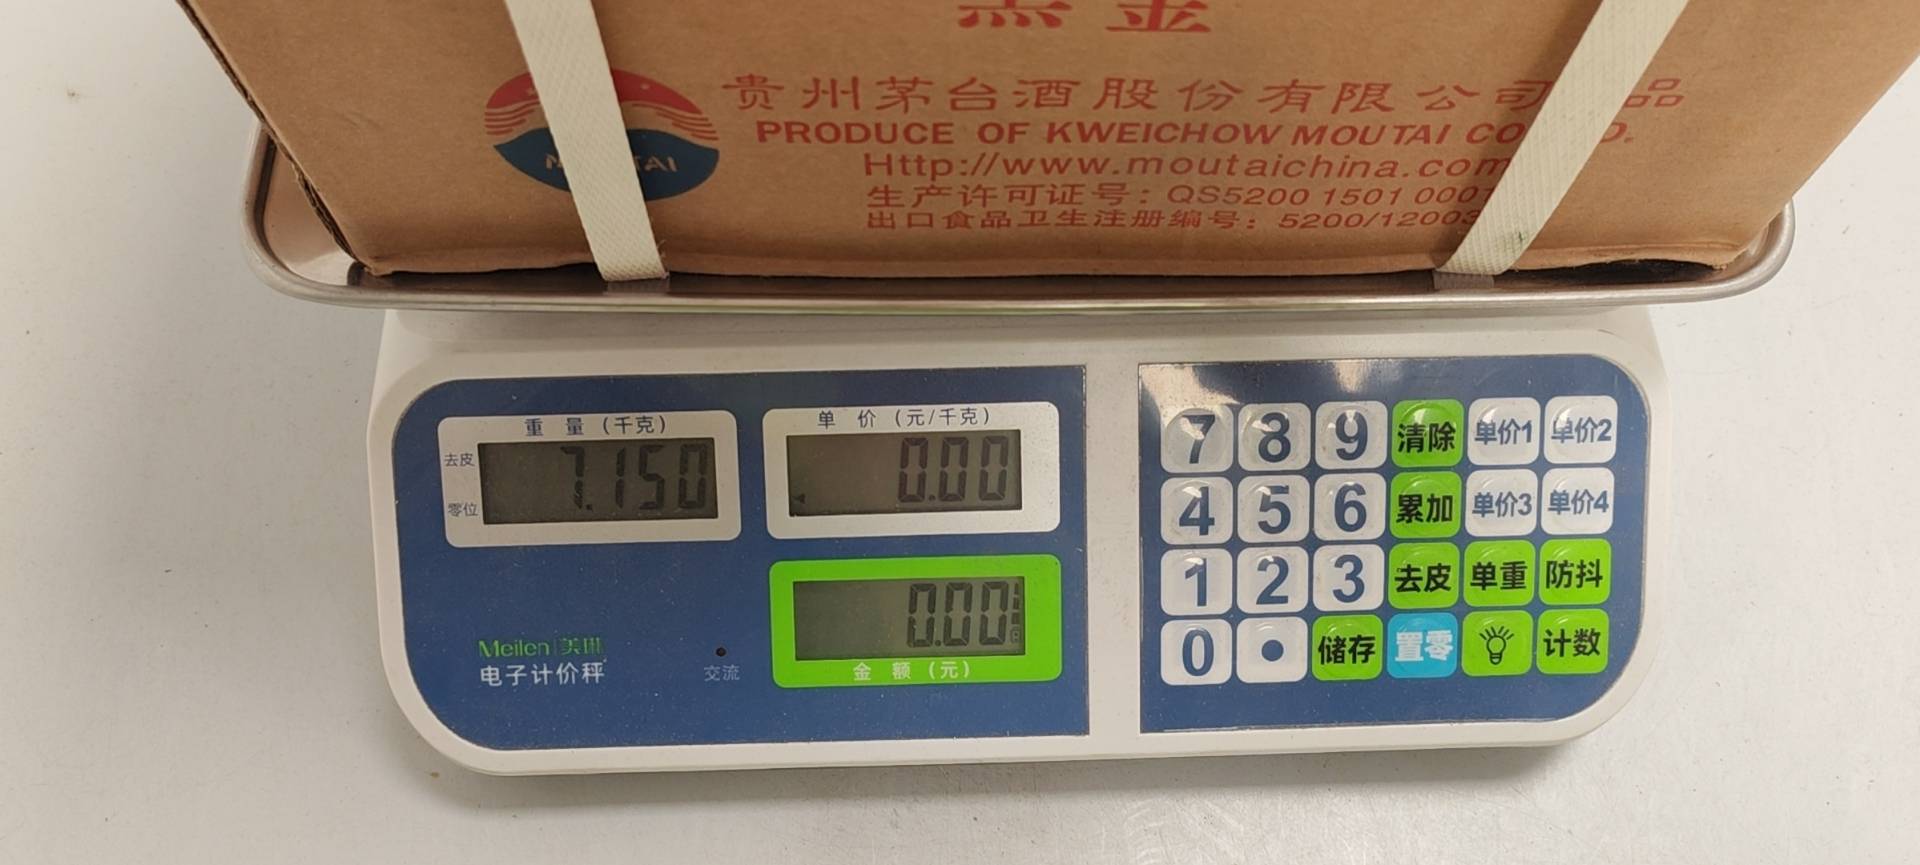 贵州茅台酒股份有限公司 品
PRODUCE OF KWEICHOW MOUTAI CO
Http://www.moutaichina.com
生产许可证号: QS5200 1501 000
出口食品卫生注册编号: 5200/1200
重 量 (千克)
去皮
零位
7.150
单 价 (元/千克)
0.00
0.00
金 额 (元)
Meilen|美琳
电子计价秤
交流
7 8 9 清除 单价1 单价2
4 5 6 累加 单价3 单价4
1 2 3 去皮 单重 防抖
0 • 储存 置零 计数